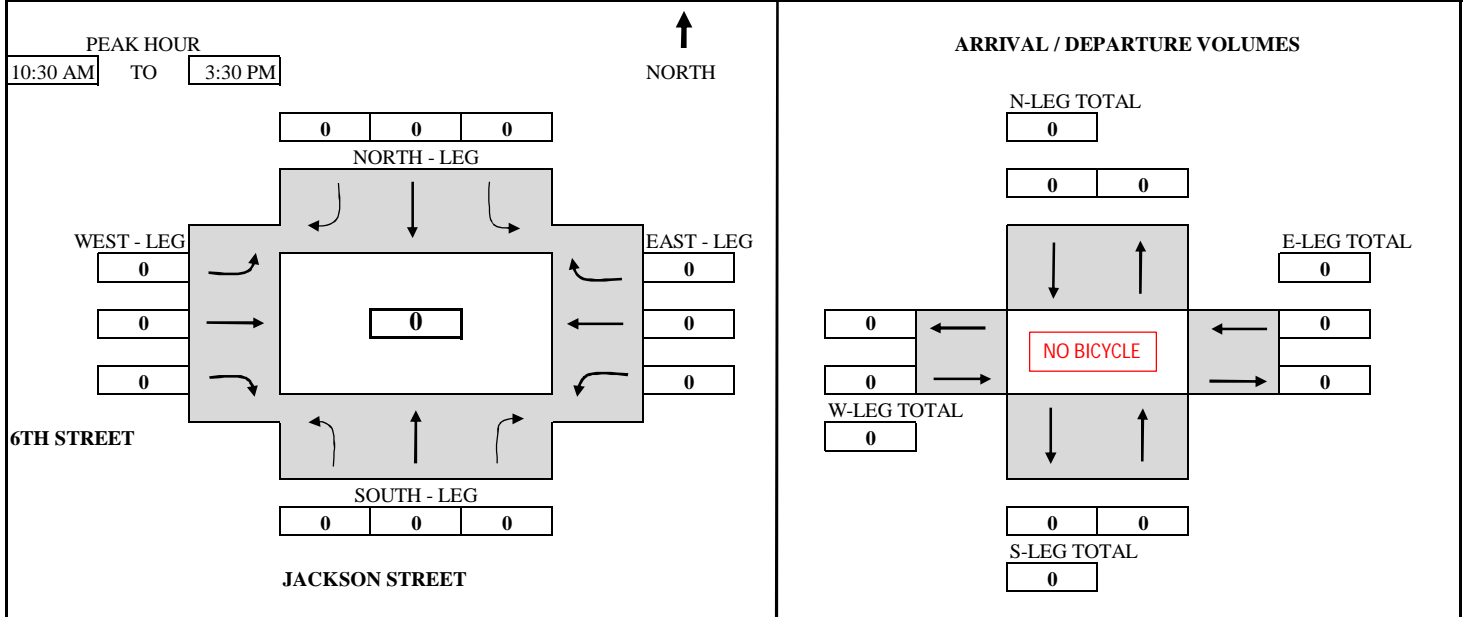 PEAK HOUR
10:30 AM TO 3:30 PM
NORTH
0 0 0
NORTH - LEG
WEST - LEG
0
0
0
EAST - LEG
0
0
0
0
6TH STREET
SOUTH - LEG
0 0 0
JACKSON STREET
ARRIVAL / DEPARTURE VOLUMES
N-LEG TOTAL
0
0 0
E-LEG TOTAL
0
0
0
NO BICYCLE
0
0
W-LEG TOTAL
0
0 0
S-LEG TOTAL
0